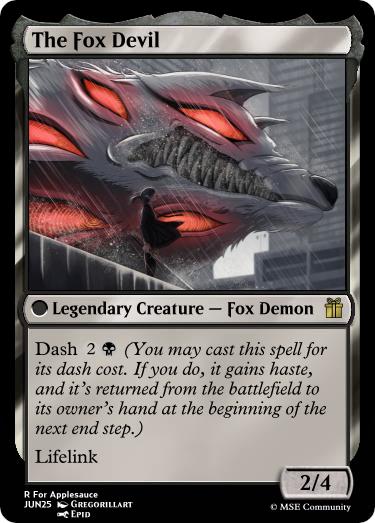 The Fox Devil
Legendary Creature — Fox Demon
Dash 2 (You may cast this spell for
its dash cost. If you do, it gains haste,
and it's returned from the battlefield to
its owner's hand at the beginning of the
next end step.)
Lifelink
2/4
R For Applesauce
JUN25 Gregorillart
Epid
© MSE Community